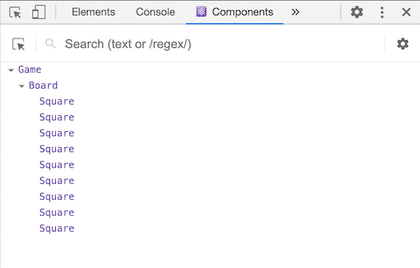 Elements Console Components »
Search (text or /regex/)
Game
Board
Square
Square
Square
Square
Square
Square
Square
Square
Square